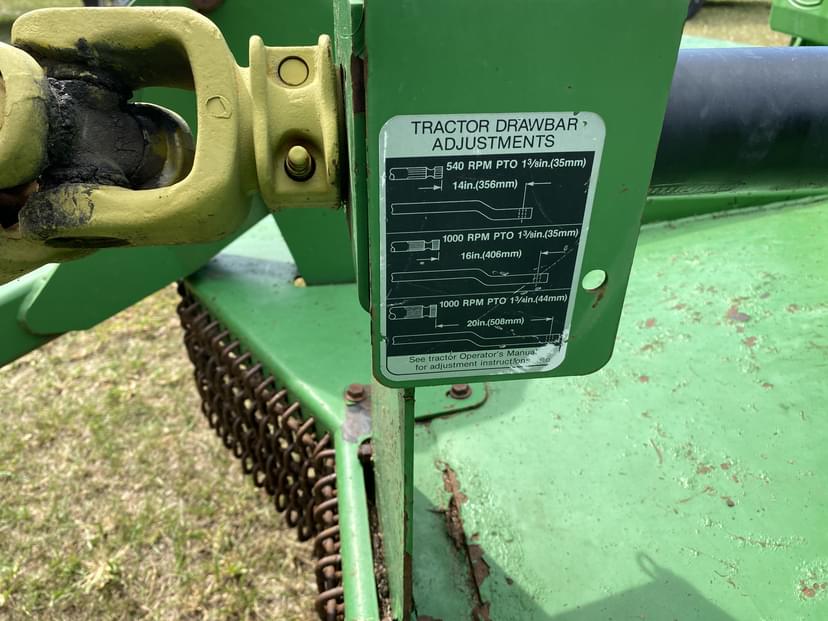 TRACTOR DRAWBAR
ADJUSTMENTS
540 RPM PTO 1³⁄₈in.(35mm)
14in.(356mm)
1000 RPM PTO 1³⁄₈in.(35mm)
16in.(406mm)
1000 RPM PTO 1³⁄₄in.(44mm)
20in.(508mm)
See tractor Operator's Manual
for adjustment instructions.